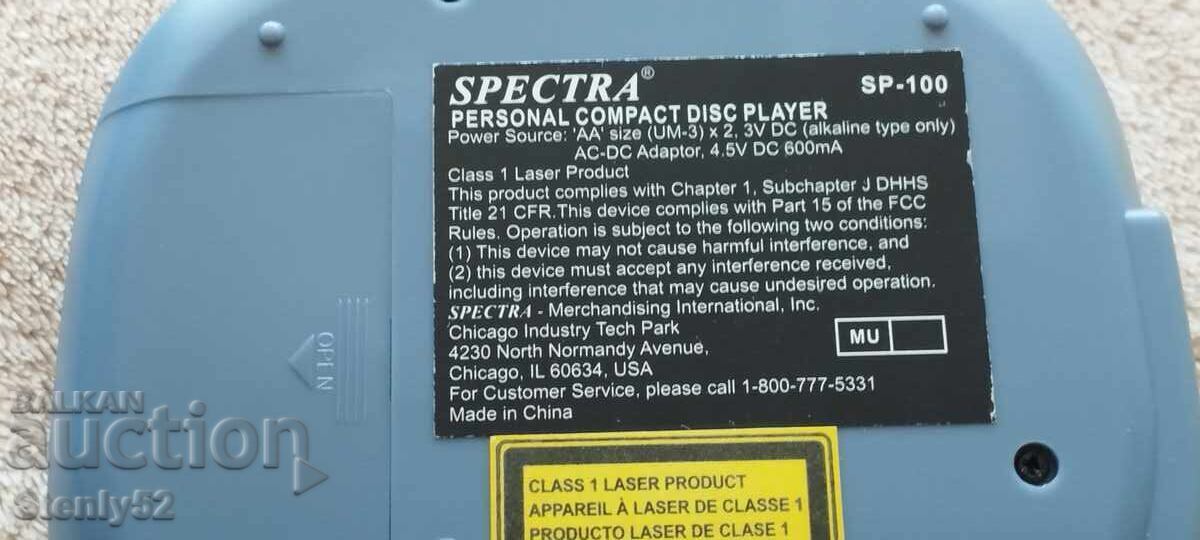 SPECTRA® SP-100
PERSONAL COMPACT DISC PLAYER
Power Source: 'AA' size (UM-3) x 2, 3V DC (alkaline type only)
AC-DC Adaptor, 4.5V DC 600mA
Class 1 Laser Product
This product complies with Chapter 1, Subchapter J DHHS
Title 21 CFR.This device complies with Part 15 of the FCC
Rules. Operation is subject to the following two conditions:
(1) This device may not cause harmful interference, and
(2) this device must accept any interference received,
including interference that may cause undesired operation.
SPECTRA - Merchandising International, Inc.
Chicago Industry Tech Park
4230 North Normandy Avenue,
Chicago, IL 60634, USA
For Customer Service, please call 1-800-777-5331
Made in China
MU
OPEN
CLASS 1 LASER PRODUCT
APPAREIL À LASER DE CLASSE 1
PRODUCTO LASER DE CLASE 1
BALKAN
auction
Stenly52